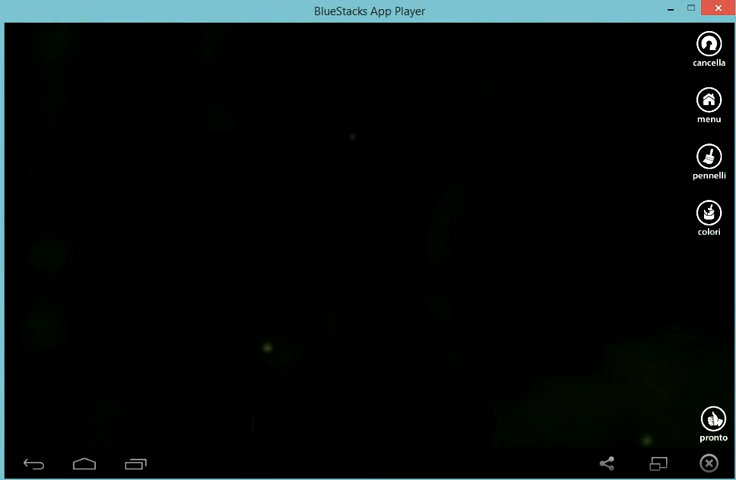 BlueStacks App Player
cancella
menu
pennelli
colori
pronto